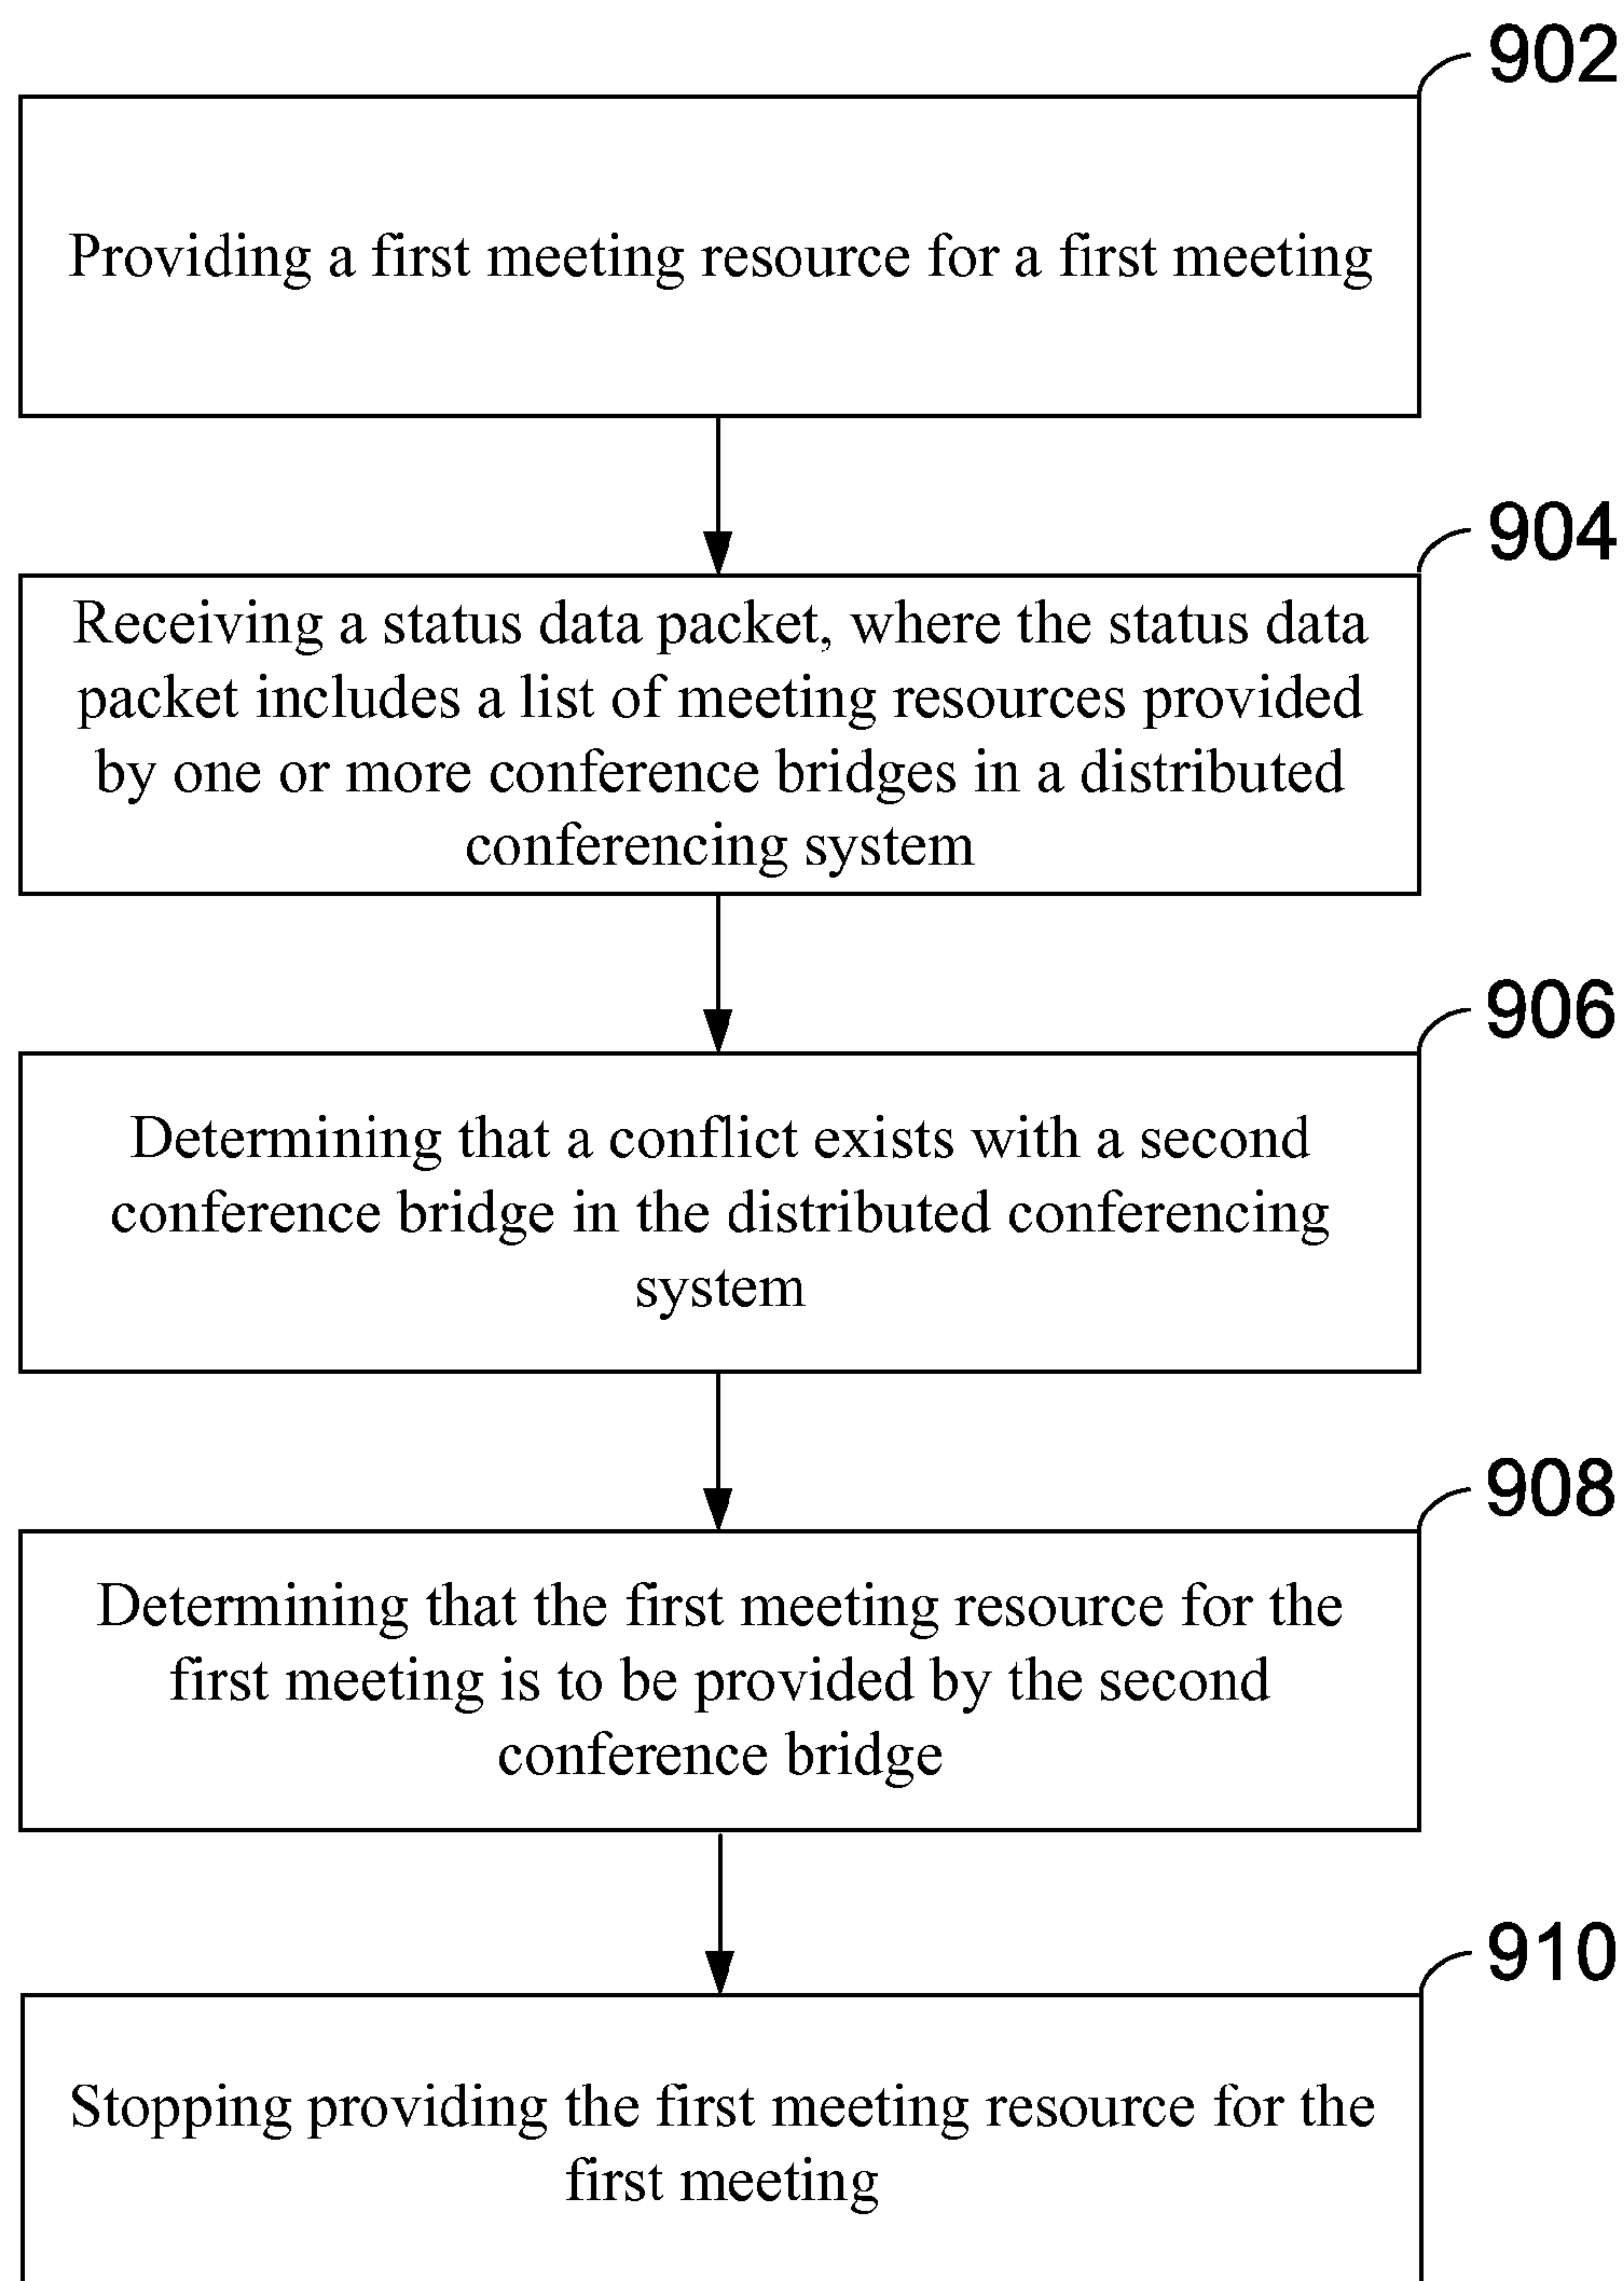 902
Providing a first meeting resource for a first meeting
904
Receiving a status data packet, where the status data
packet includes a list of meeting resources provided
by one or more conference bridges in a distributed
conferencing system
906
Determining that a conflict exists with a second
conference bridge in the distributed conferencing
system
908
Determining that the first meeting resource for the
first meeting is to be provided by the second
conference bridge
910
Stopping providing the first meeting resource for the
first meeting